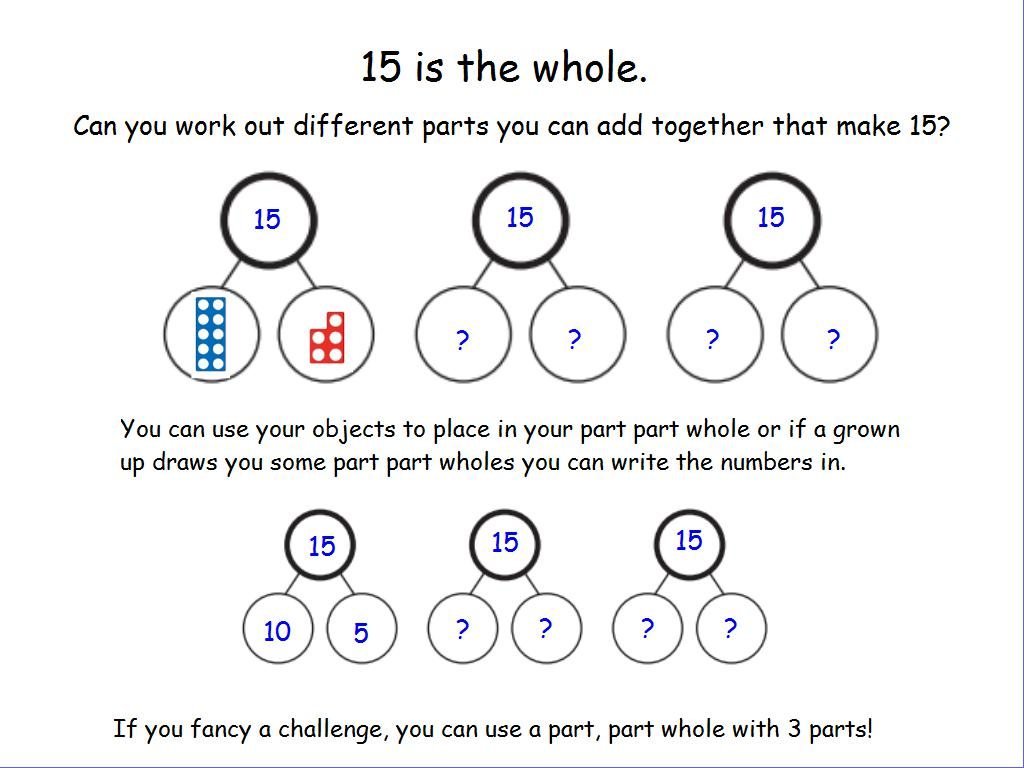 15 is the whole.
Can you work out different parts you can add together that make 15?
15 15 15
? ? ? ?
You can use your objects to place in your part part whole or if a grown
up draws you some part part wholes you can write the numbers in.
15 15 15
10 5 ? ? ? ?
If you fancy a challenge, you can use a part, part whole with 3 parts!